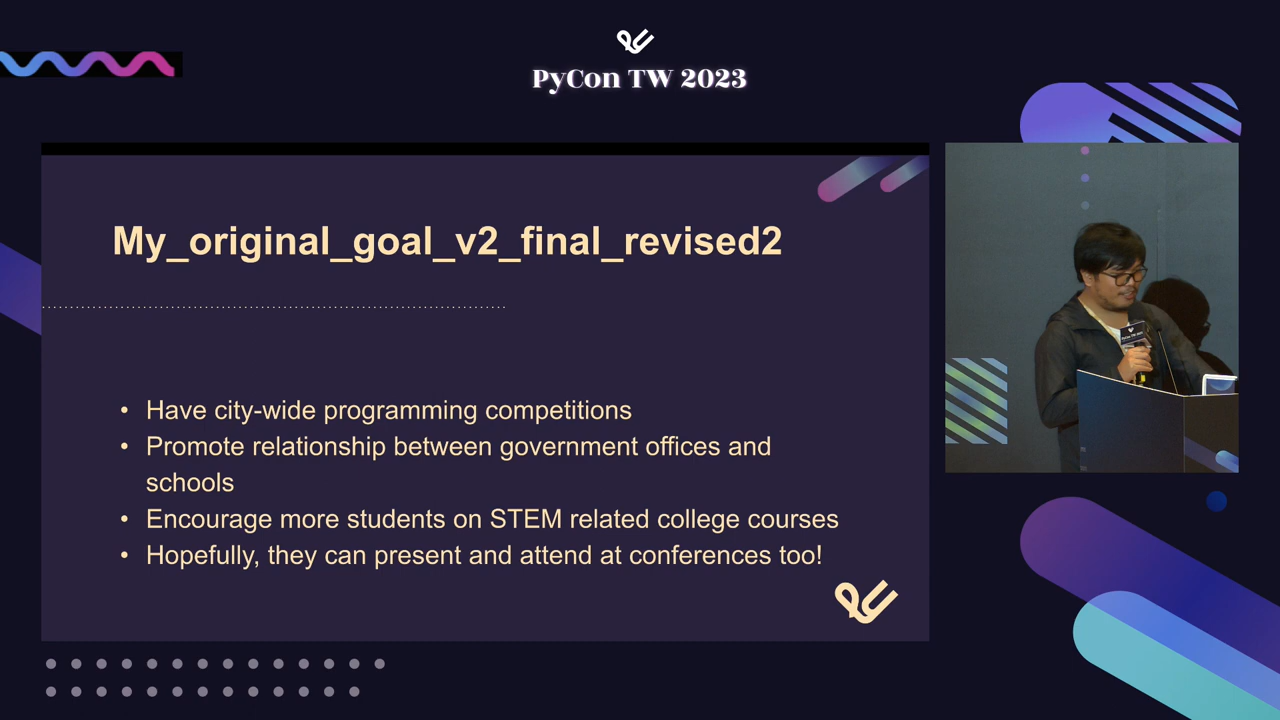 PyCon TW 2023
My_original_goal_v2_final_revised2
• Have city-wide programming competitions
• Promote relationship between government offices and
schools
• Encourage more students on STEM related college courses
• Hopefully, they can present and attend at conferences too!